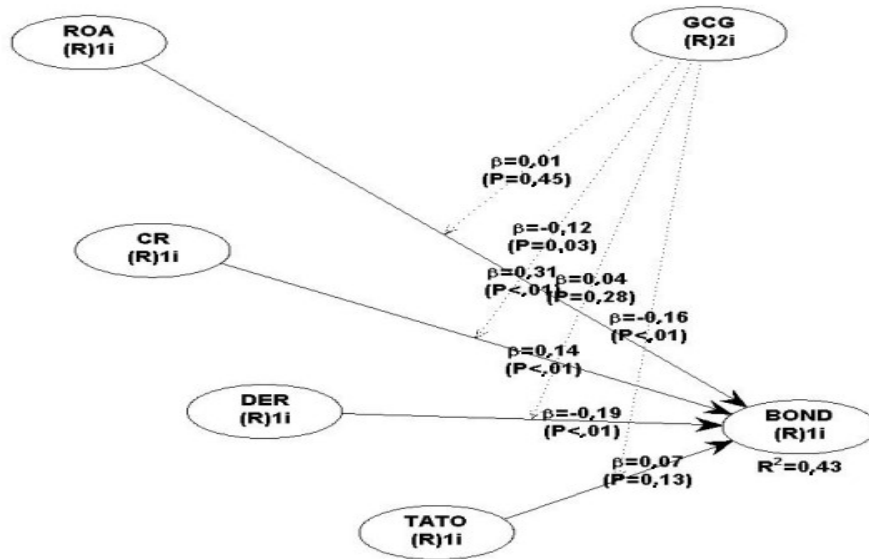 ROA
(R)1i
GCG
(R)2i
β=0,01
(P=0,45)
β=-0,12
(P=0,03)
CR
(R)1i
β=0,31
(P<,01)
β=0,04
(P=0,28)
β=-0,16
(P<,01)
β=0,14
(P<,01)
DER
(R)1i
β=-0,19
(P<,01)
BOND
(R)1i
R²=0,43
β=0,07
(P=0,13)
TATO
(R)1i